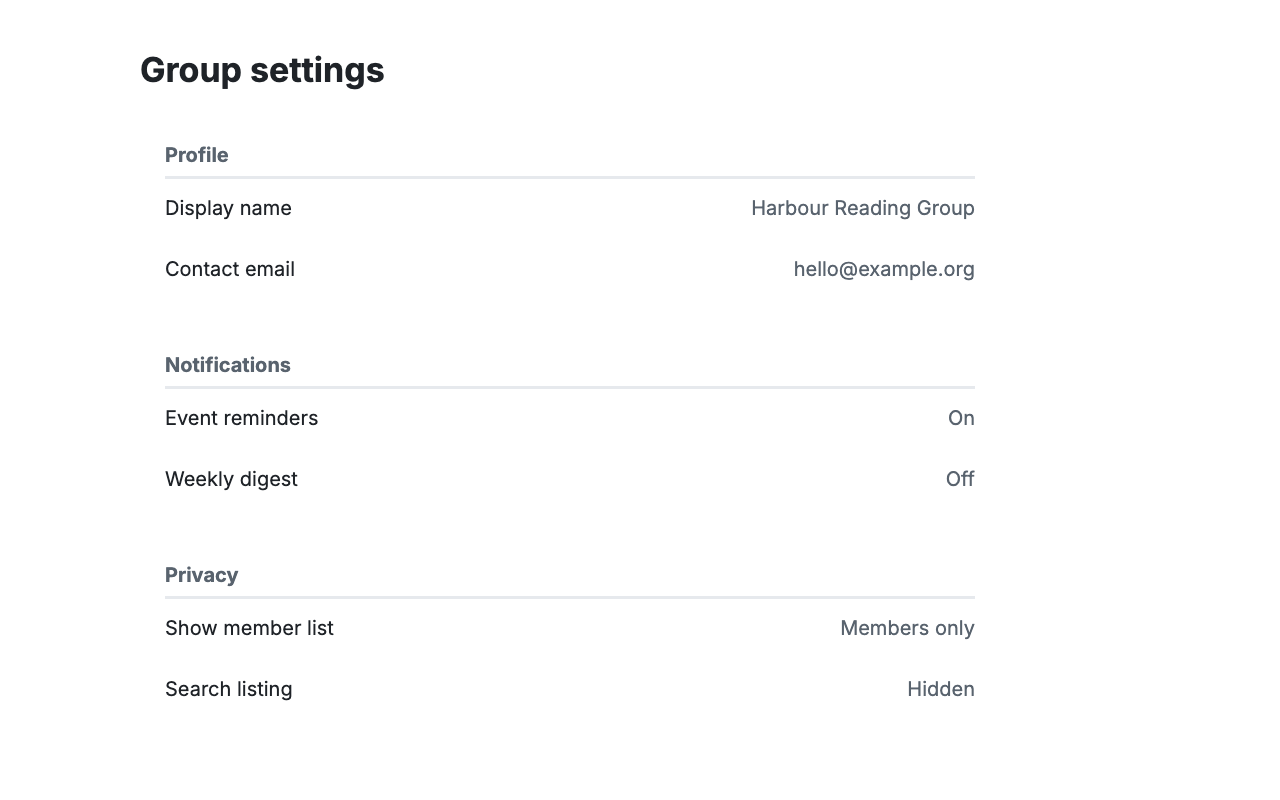 Group settings
Profile
Display name Harbour Reading Group
Contact email hello@example.org
Notifications
Event reminders On
Weekly digest Off
Privacy
Show member list Members only
Search listing Hidden